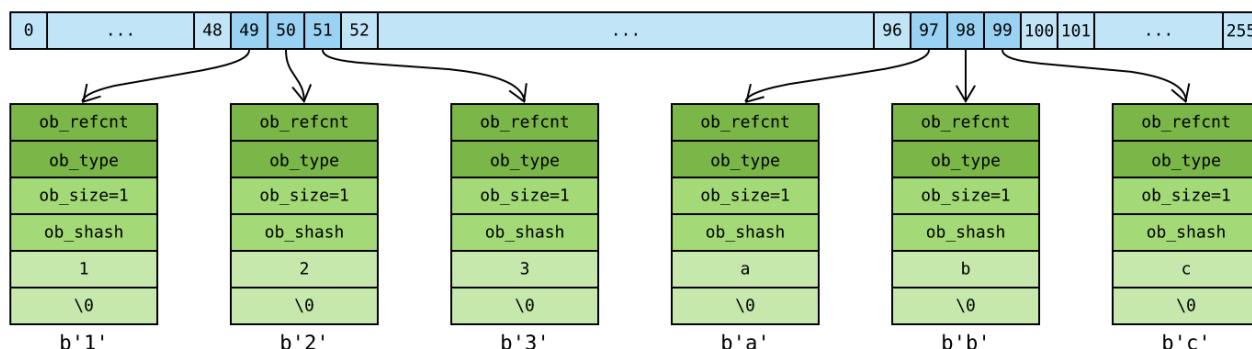 0 ... 48 49 50 51 52 ... 96 97 98 99 100 101 ... 255
ob_refcnt ob_refcnt ob_refcnt ob_refcnt ob_refcnt ob_refcnt
ob_type ob_type ob_type ob_type ob_type ob_type
ob_size=1 ob_size=1 ob_size=1 ob_size=1 ob_size=1 ob_size=1
ob_shash ob_shash ob_shash ob_shash ob_shash ob_shash
1 2 3 a b c
\0 \0 \0 \0 \0 \0
b'1' b'2' b'3' b'a' b'b' b'c'